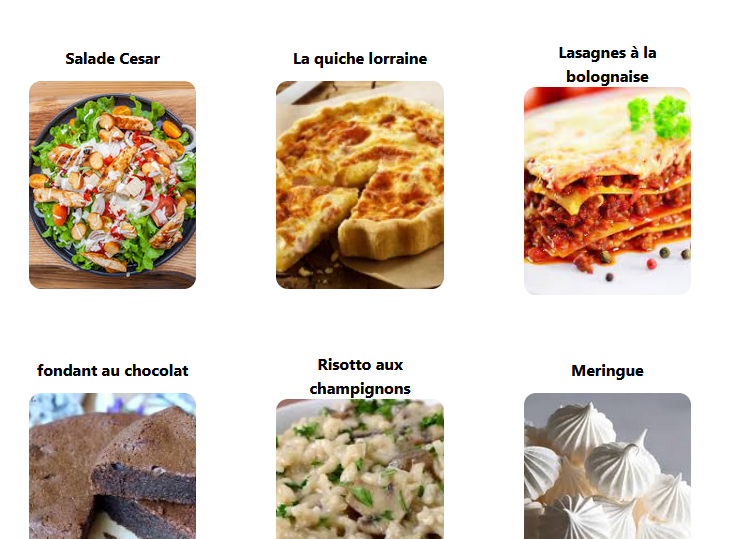 Salade Cesar
La quiche lorraine
Lasagnes à la
bolognaise
fondant au chocolat
Risotto aux
champignons
Meringue